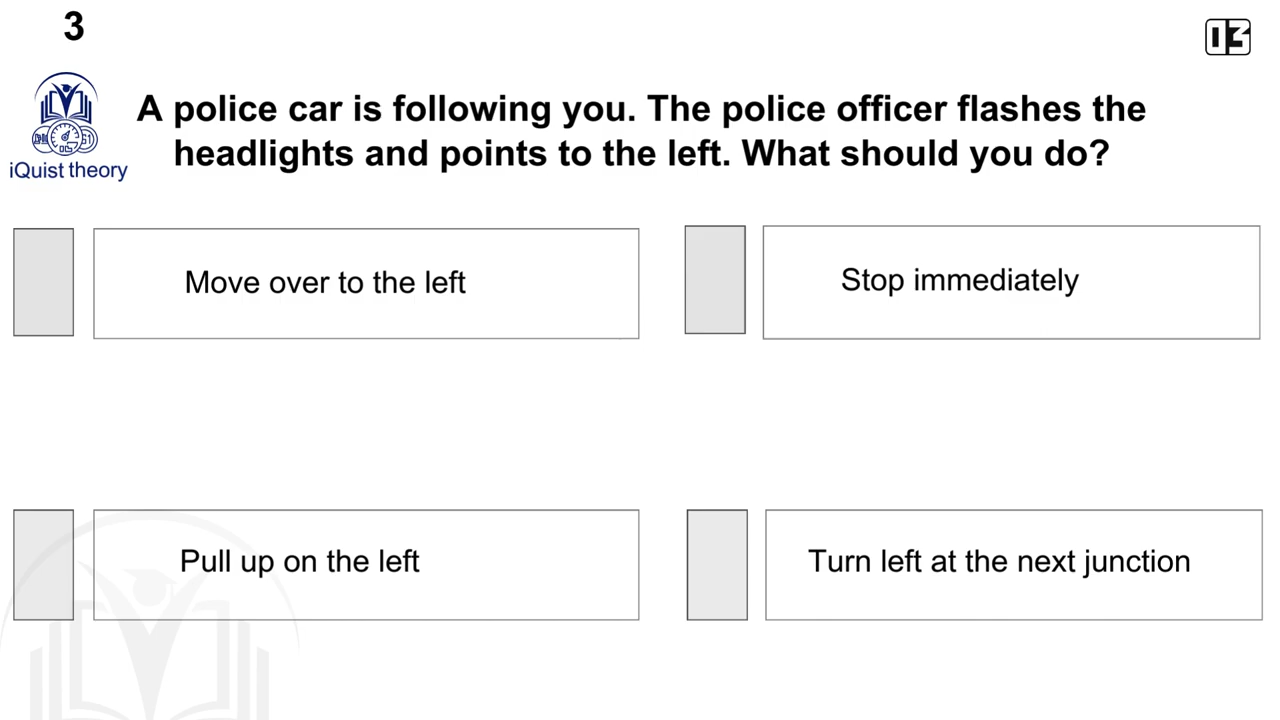 3
13
A police car is following you. The police officer flashes the
headlights and points to the left. What should you do?
iQuist theory
Move over to the left
Stop immediately
Pull up on the left
Turn left at the next junction